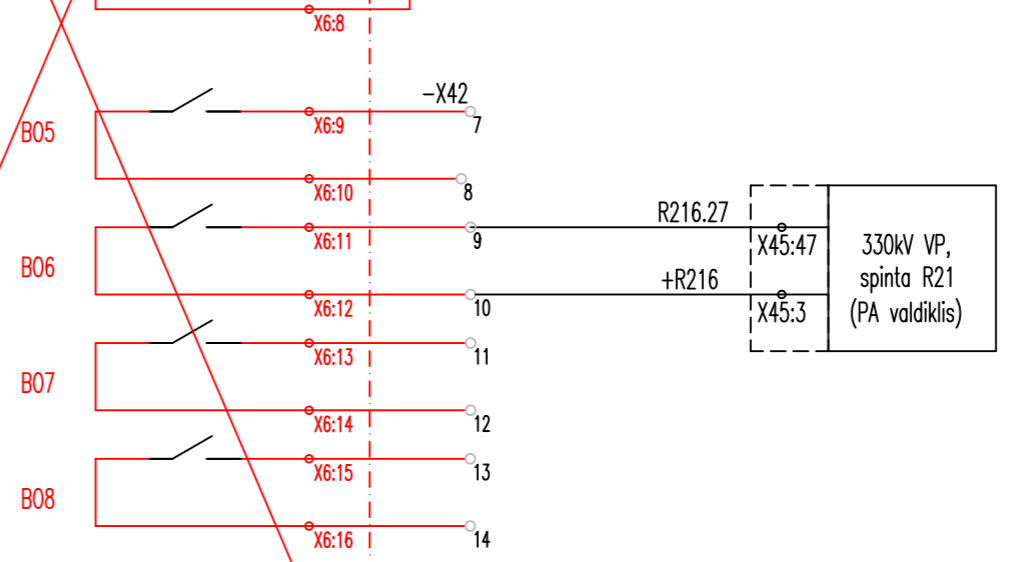 X6:8
-X42
B05
X6:9
7
X6:10
8
R216.27
X6:11
9
X45:47
330kV VP,
B06
spinta R21
+R216
X6:12
10
X45:3
(PA valdiklis)
X6:13
11
B07
X6:14
12
X6:15
13
B08
X6:16
14